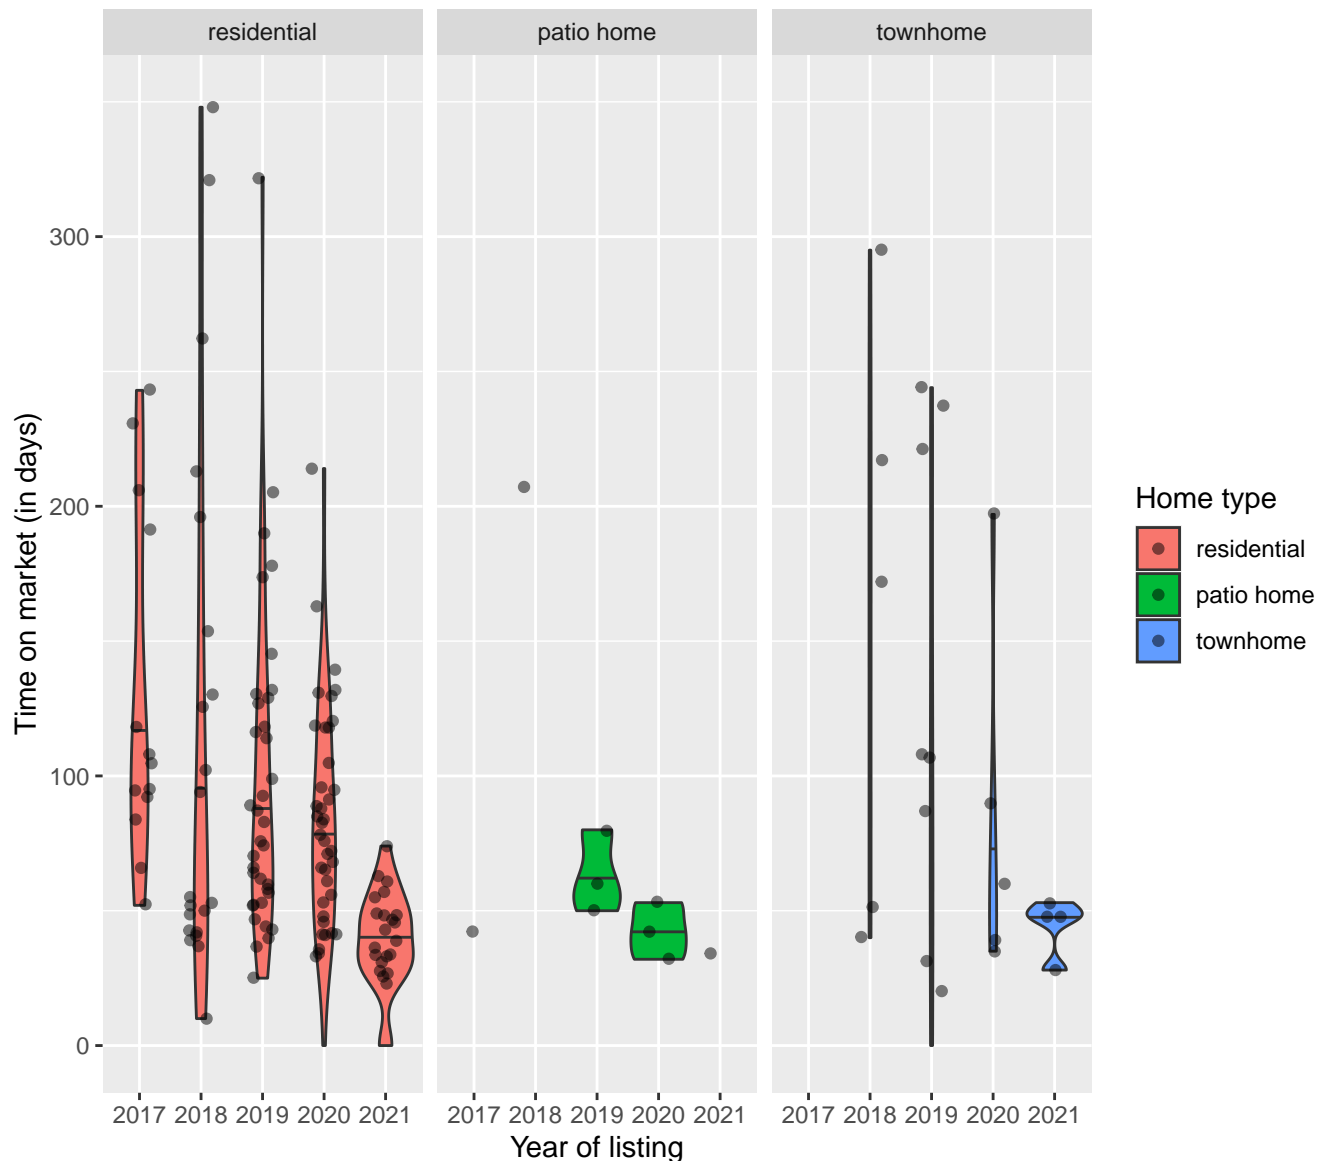 residential patio home townhome
Time on market (in days)
300
200
100
0
2017 2018 2019 2020 2021 2017 2018 2019 2020 2021 2017 2018 2019 2020 2021
Year of listing
Home type
residential
patio home
townhome